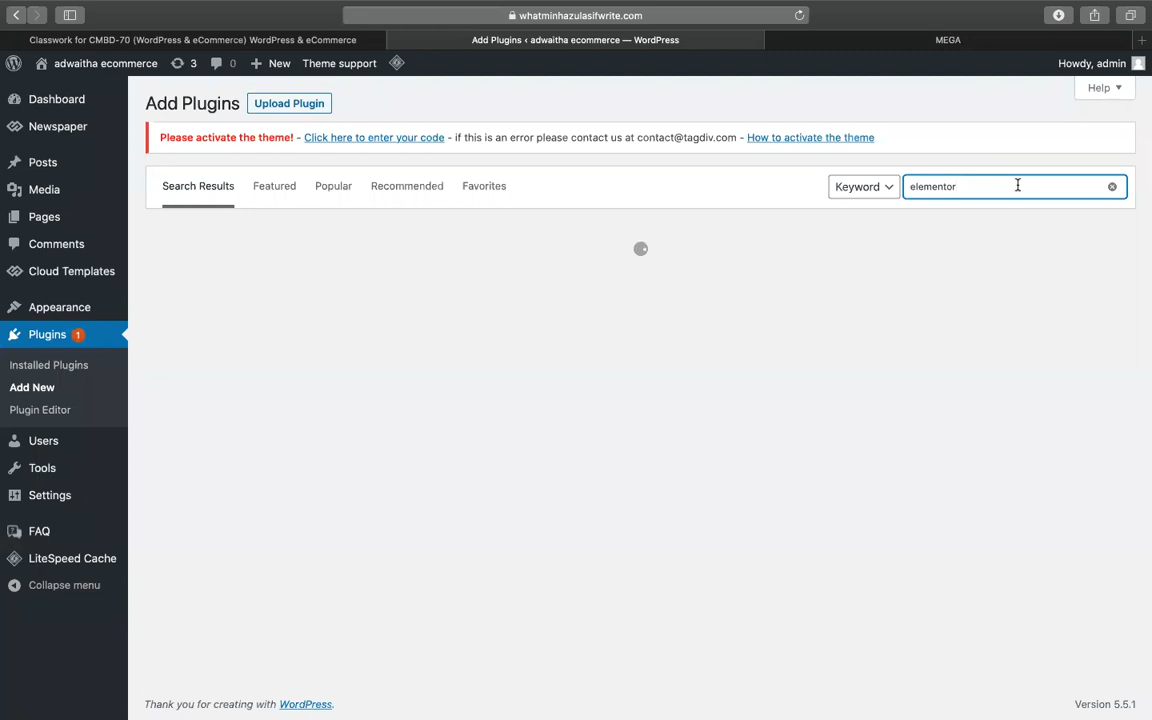 whatminhazulasifwrite.com
Classwork for CMBD-70 (WordPress & eCommerce) WordPress & eCommerce
Add Plugins ‹ adwaitha ecommerce — WordPress
MEGA
adwaitha ecommerce
3
0
New
Theme support
Howdy, admin
Dashboard
Newspaper
Posts
Media
Pages
Comments
Cloud Templates
Appearance
Plugins 1
Installed Plugins
Add New
Plugin Editor
Users
Tools
Settings
FAQ
LiteSpeed Cache
Collapse menu
Help
Add Plugins Upload Plugin
Please activate the theme! - Click here to enter your code - if this is an error please contact us at contact@tagdiv.com - How to activate the theme
Search Results Featured Popular Recommended Favorites Keyword elementor
Thank you for creating with WordPress. Version 5.5.1